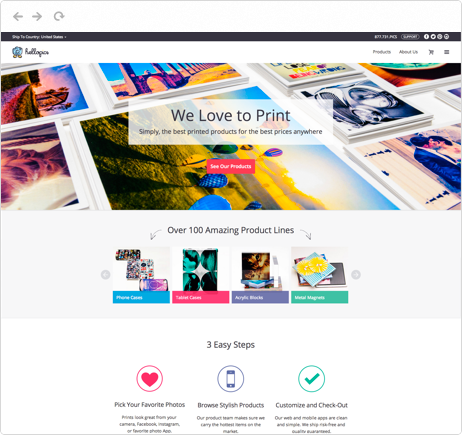 Ship To Country: United States
877.731.PICS SUPPORT
hellopics
Products About Us
We Love to Print
Simply, the best printed products for the best prices anywhere
See Our Products
Over 100 Amazing Product Lines
Phone Cases Tablet Cases Acrylic Blocks Metal Magnets
3 Easy Steps
Pick Your Favorite Photos
Prints look great from your
camera, Facebook, Instagram,
or favorite photo App.
Browse Stylish Products
Our product team makes sure we
carry the hottest items on the
market.
Customize and Check-Out
Our web and mobile apps are clean
and simple. We ship risk-free and
quality guaranteed.